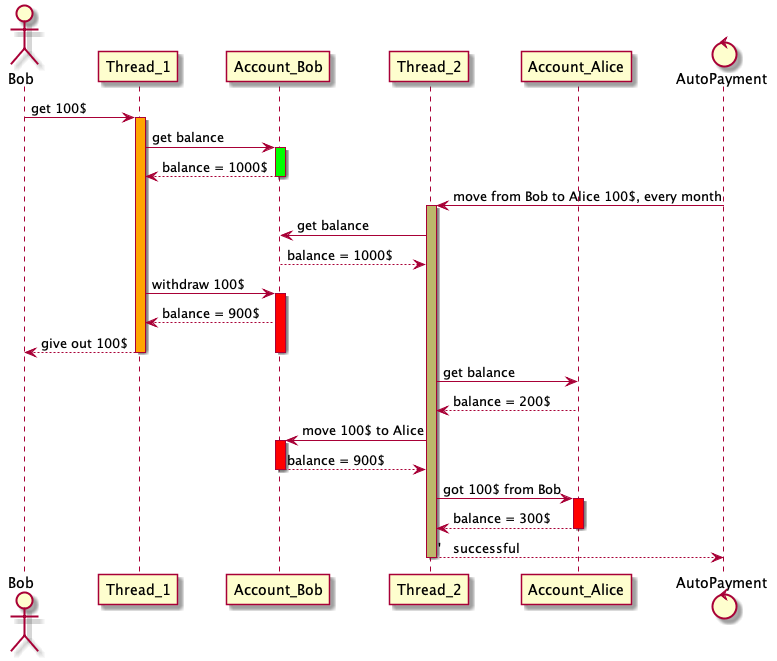 Bob
Thread_1
Account_Bob
Thread_2
Account_Alice
AutoPayment
get 100$
get balance
balance = 1000$
move from Bob to Alice 100$, every month
get balance
balance = 1000$
withdraw 100$
balance = 900$
give out 100$
get balance
balance = 200$
move 100$ to Alice
balance = 900$
got 100$ from Bob
balance = 300$
' successful
Bob
Thread_1
Account_Bob
Thread_2
Account_Alice
AutoPayment